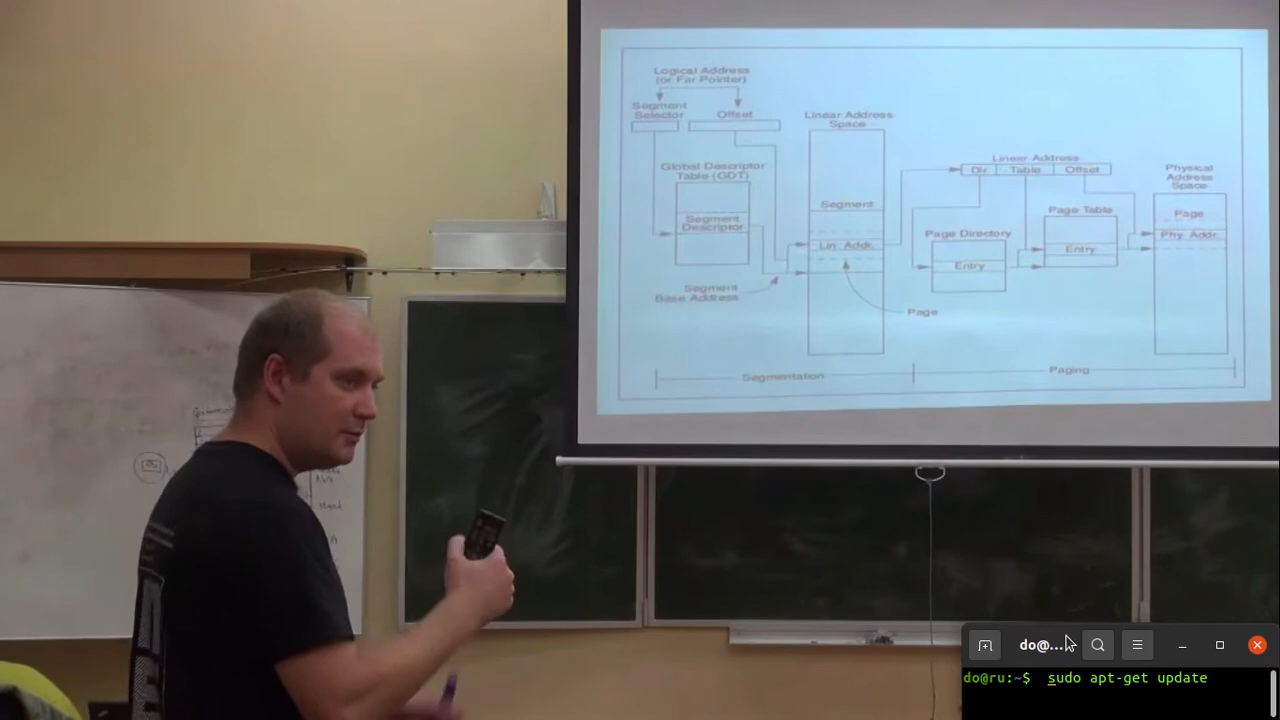 Logical Address
(or Far Pointer)
Segment
Selector
Offset
Linear Address
Space
Global Descriptor
Table (GDT)
Segment
Descriptor
Segment
Lin. Addr.
Segment
Base Address
Page
Linear Address
Dir
Table
Offset
Physical
Address
Space
Page Table
Page
Page Directory
Phy. Addr.
Entry
Entry
Segmentation
Paging
do@...
do@ru:~$ sudo apt-get update